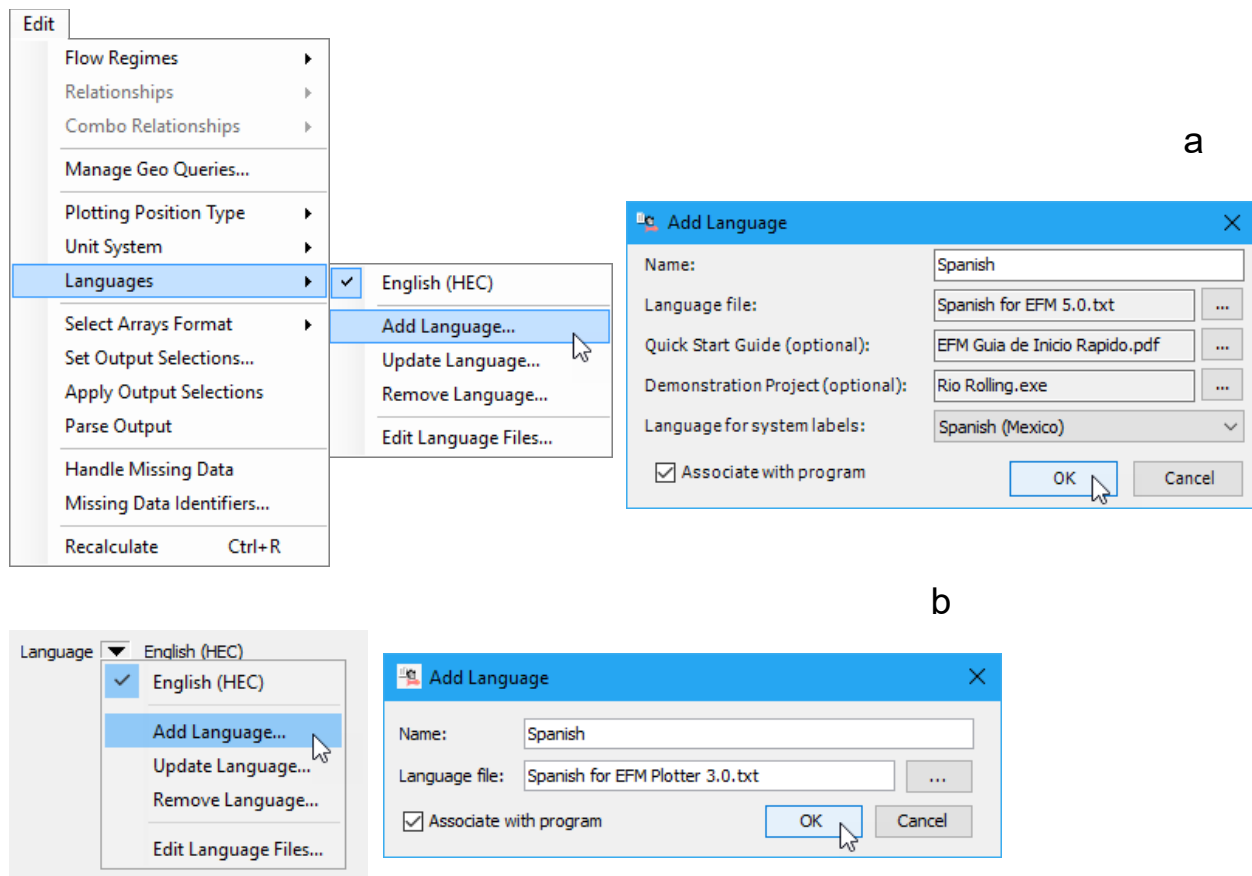 Edit
Flow Regimes
Relationships
Combo Relationships
Manage Geo Queries...
Plotting Position Type
Unit System
Languages
Select Arrays Format
Set Output Selections...
Apply Output Selections
Parse Output
Handle Missing Data
Missing Data Identifiers...
Recalculate Ctrl+R
English (HEC)
Add Language...
Update Language...
Remove Language...
Edit Language Files...
a
Add Language
Name: Spanish
Language file: Spanish for EFM 5.0.txt ...
Quick Start Guide (optional): EFM Guia de Inicio Rapido.pdf ...
Demonstration Project (optional): Rio Rolling.exe ...
Language for system labels: Spanish (Mexico)
Associate with program OK Cancel
b
Language English (HEC)
English (HEC)
Add Language...
Update Language...
Remove Language...
Edit Language Files...
Add Language
Name: Spanish
Language file: Spanish for EFM Plotter 3.0.txt ...
Associate with program OK Cancel